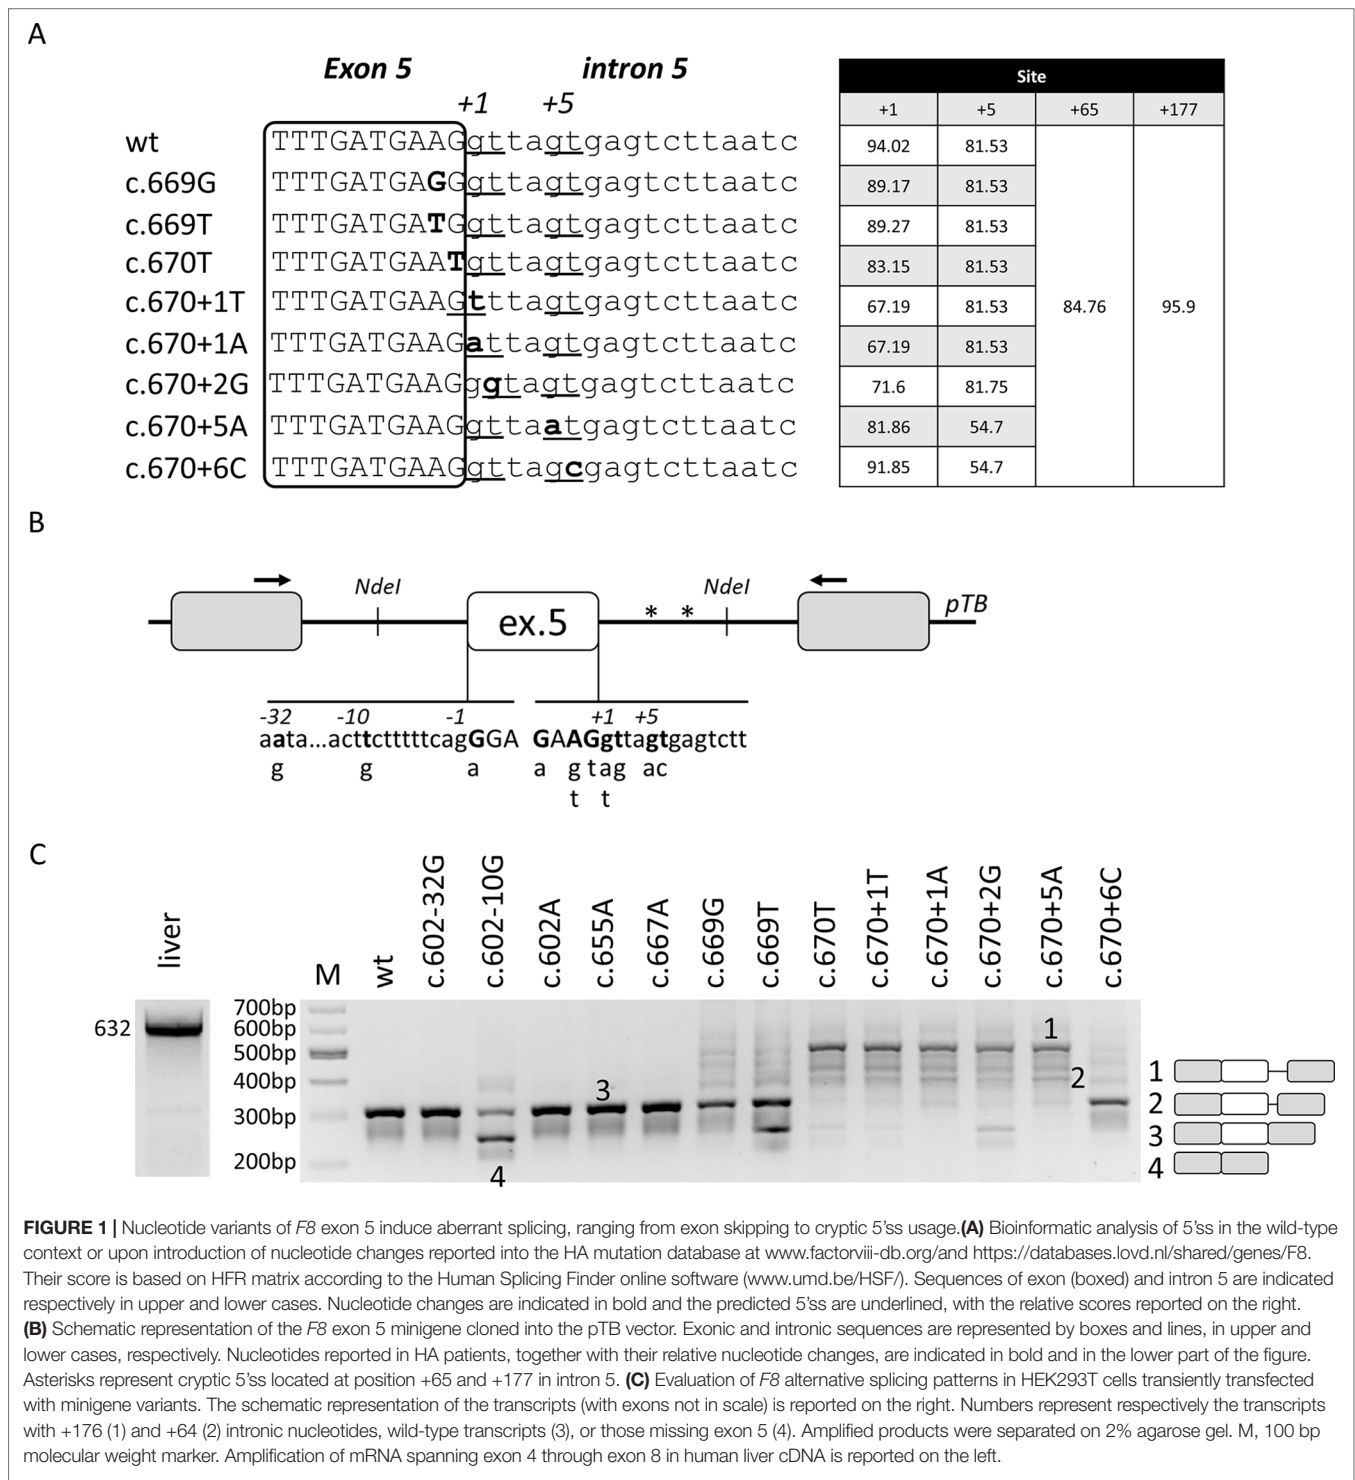 A
Exon 5 intron 5
+1 +5
wt TTTGATGAAGgttagtgagtcttaatc
c.669G TTTGATGAGGgttagtgagtcttaatc
c.669T TTTGATGATGgttagtgagtcttaatc
c.670T TTTGATGAATgttagtgagtcttaatc
c.670+1T TTTGATGAAGtttagtgagtcttaatc
c.670+1A TTTGATGAAGattagtgagtcttaatc
c.670+2G TTTGATGAAGggtagtgagtcttaatc
c.670+5A TTTGATGAAGgttaatgagtcttaatc
c.670+6C TTTGATGAAGgttagcgagtcttaatc
Site
+1 +5 +65 +177
94.02 81.53
89.17 81.53
89.27 81.53
83.15 81.53
67.19 81.53 84.76 95.9
67.19 81.53
71.6 81.75
81.86 54.7
91.85 54.7
B
NdeI ex.5 * * NdeI pTB
-32 -10 -1 +1 +5
aata...acttctttttcagGGA GAAGgttagtgagtctt
g g a a g t a g a c
t t
C
liver
632
M wt c.602-32G c.602-10G c.602A c.655A c.667A c.669G c.669T c.670T c.670+1T c.670+1A c.670+2G c.670+5A c.670+6C
700bp
600bp
500bp
400bp
300bp
200bp
1
2
3
4
1
2
3
4
FIGURE 1 | Nucleotide variants of F8 exon 5 induce aberrant splicing, ranging from exon skipping to cryptic 5'ss usage.(A) Bioinformatic analysis of 5'ss in the wild-type
context or upon introduction of nucleotide changes reported into the HA mutation database at www.factorviii-db.org/and https://databases.lovd.nl/shared/genes/F8.
Their score is based on HFR matrix according to the Human Splicing Finder online software (www.umd.be/HSF/). Sequences of exon (boxed) and intron 5 are indicated
respectively in upper and lower cases. Nucleotide changes are indicated in bold and the predicted 5'ss are underlined, with the relative scores reported on the right.
(B) Schematic representation of the F8 exon 5 minigene cloned into the pTB vector. Exonic and intronic sequences are represented by boxes and lines, in upper and
lower cases, respectively. Nucleotides reported in HA patients, together with their relative nucleotide changes, are indicated in bold and in the lower part of the figure.
Asterisks represent cryptic 5'ss located at position +65 and +177 in intron 5. (C) Evaluation of F8 alternative splicing patterns in HEK293T cells transiently transfected
with minigene variants. The schematic representation of the transcripts (with exons not in scale) is reported on the right. Numbers represent respectively the transcripts
with +176 (1) and +64 (2) intronic nucleotides, wild-type transcripts (3), or those missing exon 5 (4). Amplified products were separated on 2% agarose gel. M, 100 bp
molecular weight marker. Amplification of mRNA spanning exon 4 through exon 8 in human liver cDNA is reported on the left.